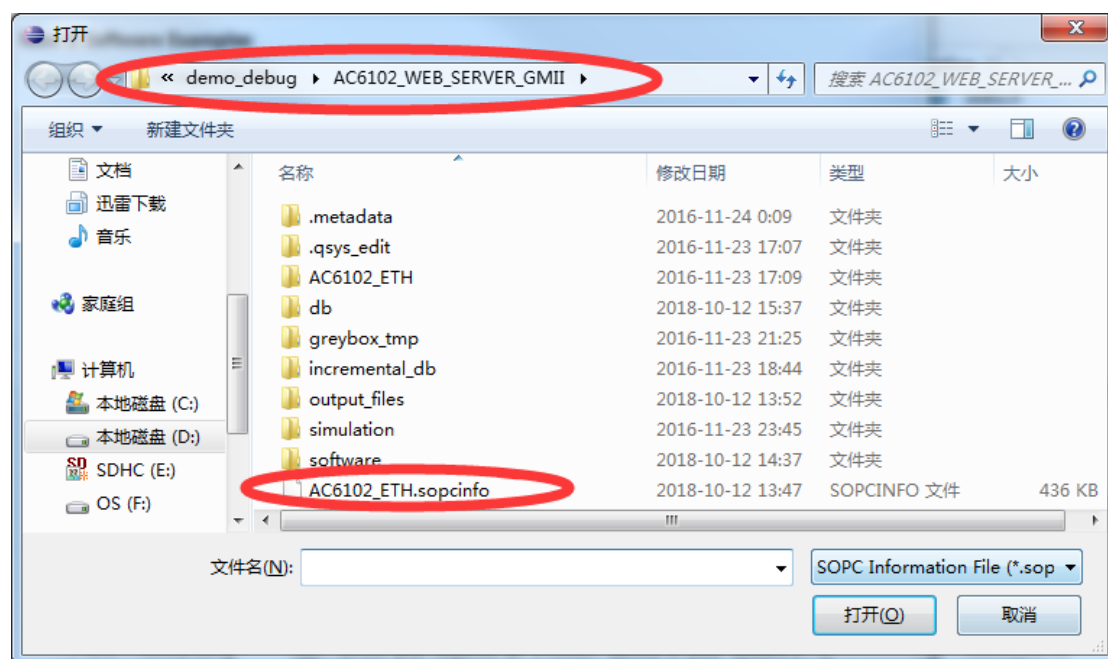 打开
« demo_debug ▸ AC6102_WEB_SERVER_GMII ▸
搜索 AC6102_WEB_SERVER_... 
组织 新建文件夹
文档
迅雷下载
音乐
家庭组
计算机
本地磁盘 (C:)
本地磁盘 (D:)
SDHC (E:)
OS (F:)
名称 修改日期 类型 大小
.metadata 2016-11-24 0:09 文件夹
.qsys_edit 2016-11-23 17:07 文件夹
AC6102_ETH 2016-11-23 17:09 文件夹
db 2018-10-12 15:37 文件夹
greybox_tmp 2016-11-23 21:25 文件夹
incremental_db 2016-11-23 18:44 文件夹
output_files 2018-10-12 13:52 文件夹
simulation 2016-11-23 23:45 文件夹
software 2018-10-12 14:37 文件夹
AC6102_ETH.sopcinfo 2018-10-12 13:47 SOPCINFO 文件 436 KB
文件名(N):
SOPC Information File (*.sop
打开(O) 取消